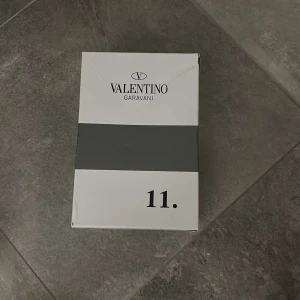 V
VALENTINO
GARAVANI
11.